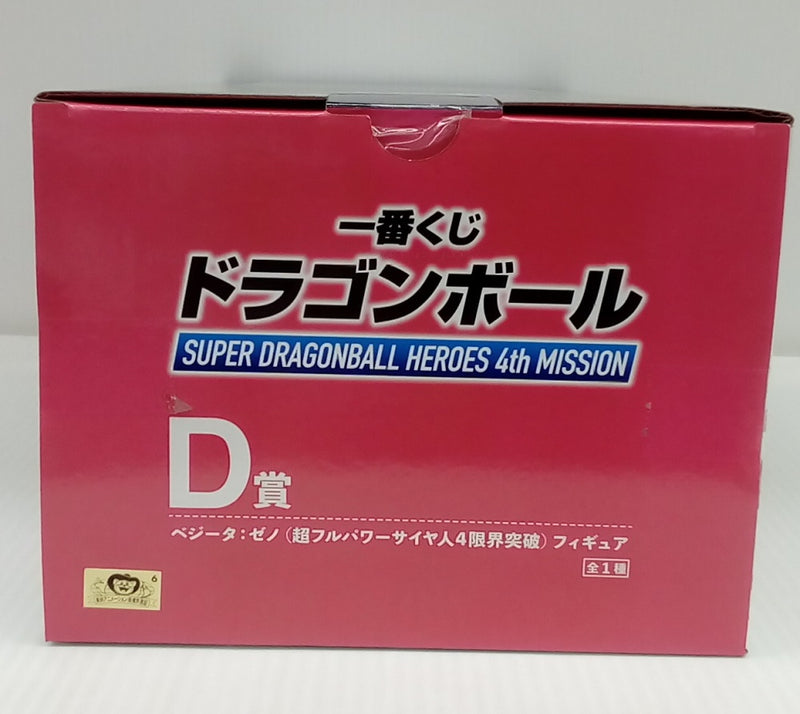 一番くじ
ドラゴンボール
SUPER DRAGONBALL HEROES 4th MISSION
D賞
ベジータ:ゼノ(超フルパワーサイヤ人4限界突破)フィギュア
全1種
6